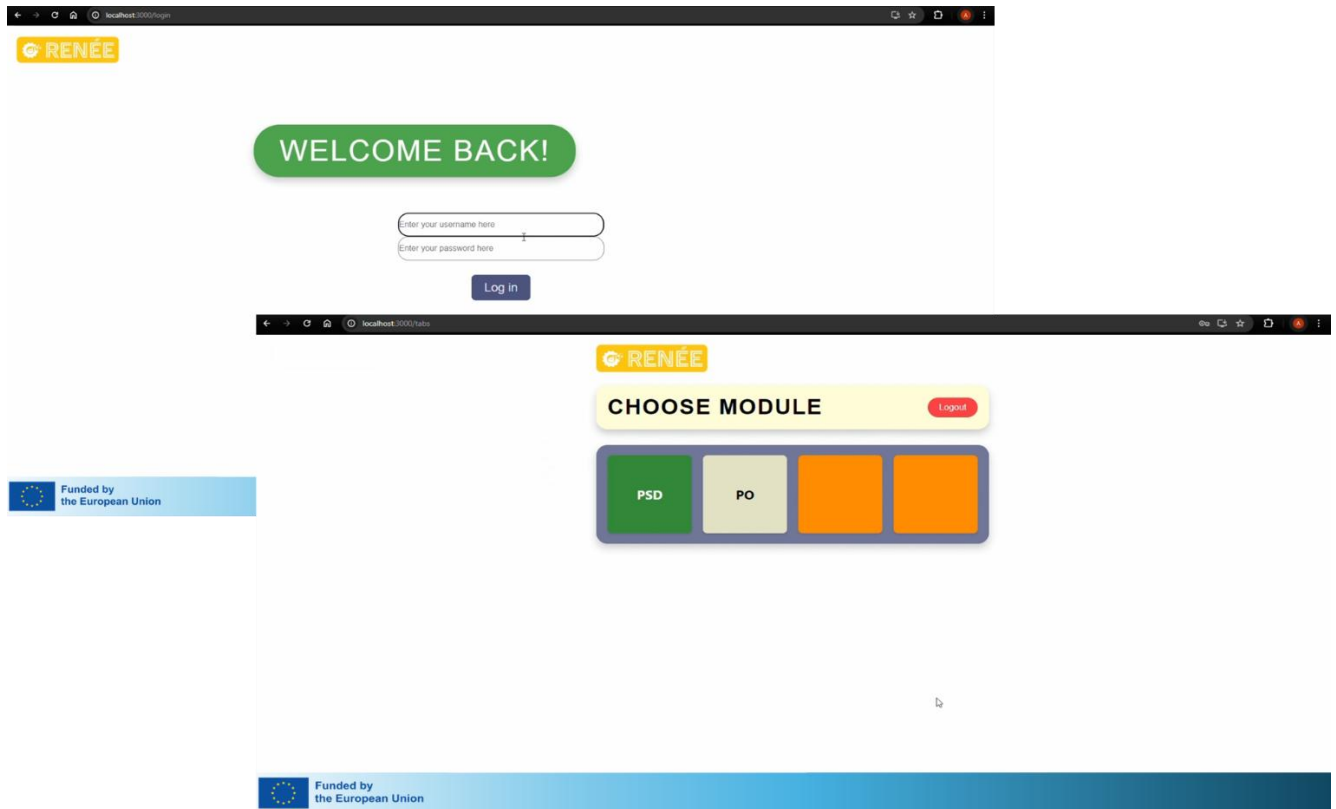 localhost:3000/login
RENÉE
WELCOME BACK!
Enter your username here
Enter your password here
Log in
Funded by
the European Union
localhost:3000/tabs
RENÉE
CHOOSE MODULE
Logout
PSD
PO
Funded by
the European Union